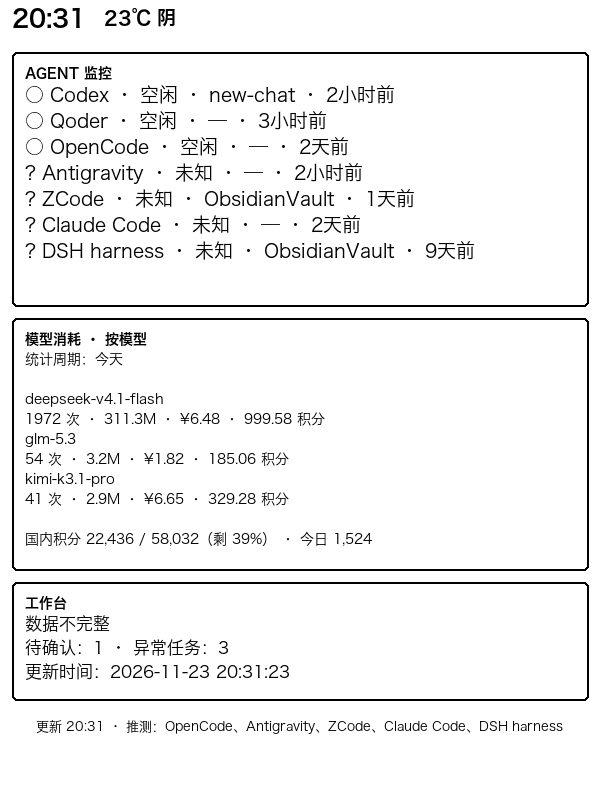 20:31 23℃ 阴
AGENT 监控
○ Codex · 空闲 · new-chat · 2小时前
○ Qoder · 空闲 · — · 3小时前
○ OpenCode · 空闲 · — · 2天前
? Antigravity · 未知 · — · 2小时前
? ZCode · 未知 · ObsidianVault · 1天前
? Claude Code · 未知 · — · 2天前
? DSH harness · 未知 · ObsidianVault · 9天前
模型消耗 · 按模型
统计周期：今天
deepseek-v4.1-flash
1972 次 · 311.3M · ¥6.48 · 999.58 积分
glm-5.3
54 次 · 3.2M · ¥1.82 · 185.06 积分
kimi-k3.1-pro
41 次 · 2.9M · ¥6.65 · 329.28 积分
国内积分 22,436 / 58,032（剩 39%） · 今日 1,524
工作台
数据不完整
待确认：1 · 异常任务：3
更新时间：2026-11-23 20:31:23
更新 20:31 · 推测：OpenCode、Antigravity、ZCode、Claude Code、DSH harness